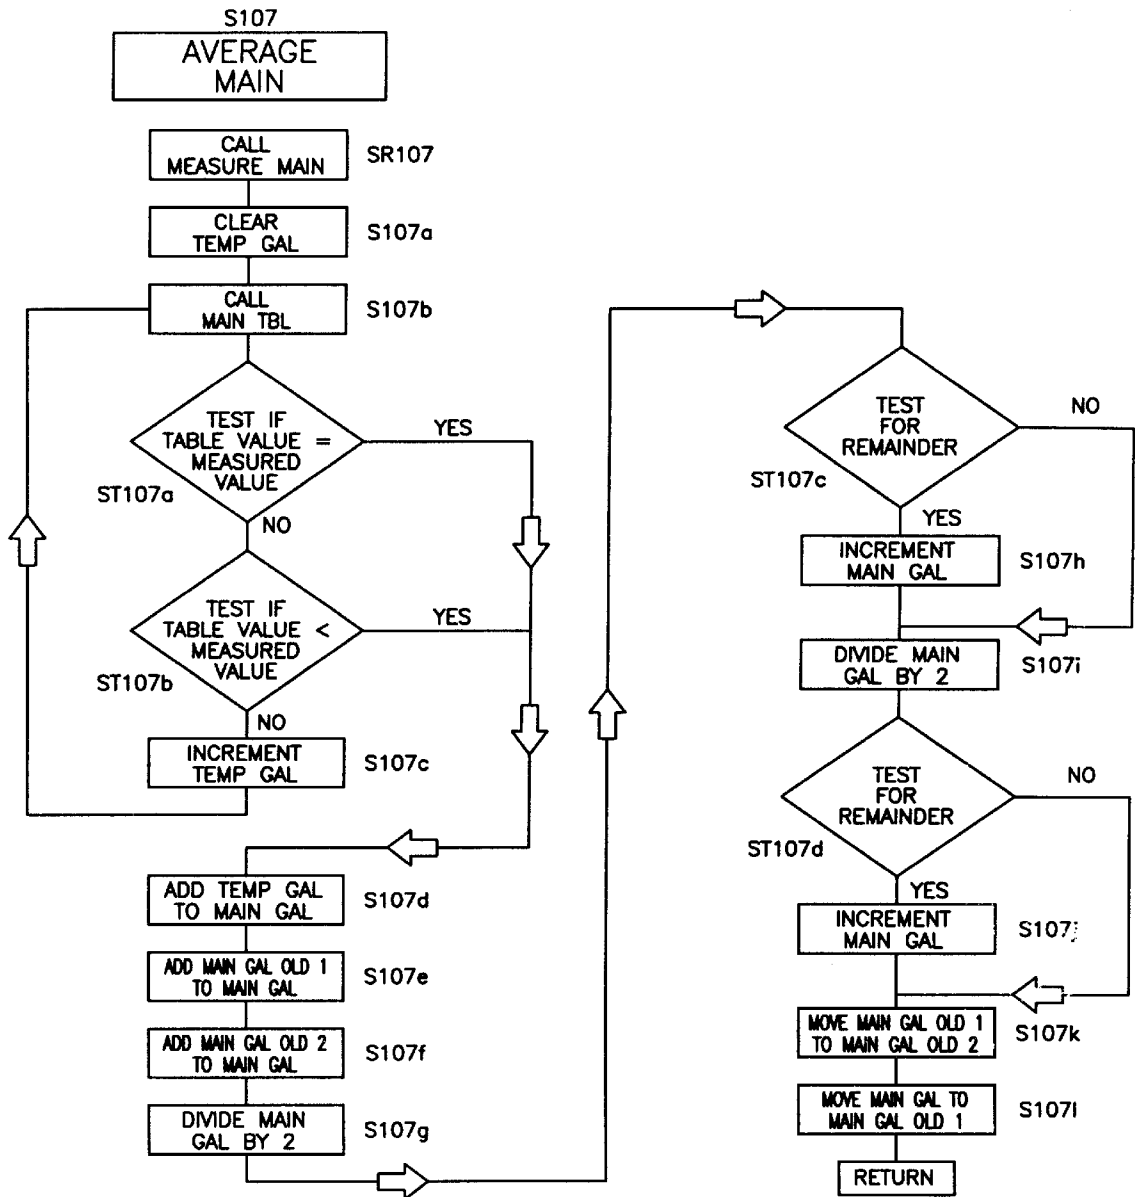 S107
AVERAGE
MAIN
CALL
MEASURE MAIN
SR107
CLEAR
TEMP GAL
S107a
CALL
MAIN TBL
S107b
TEST IF
TABLE VALUE =
MEASURED
VALUE
YES
ST107a
NO
TEST IF
TABLE VALUE <
MEASURED
VALUE
YES
ST107b
NO
INCREMENT
TEMP GAL
S107c
ADD TEMP GAL
TO MAIN GAL
S107d
ADD MAIN GAL OLD 1
TO MAIN GAL
S107e
ADD MAIN GAL OLD 2
TO MAIN GAL
S107f
DIVIDE MAIN
GAL BY 2
S107g
TEST
FOR
REMAINDER
NO
ST107c
YES
INCREMENT
MAIN GAL
S107h
DIVIDE MAIN
GAL BY 2
S107i
TEST
FOR
REMAINDER
NO
ST107d
YES
INCREMENT
MAIN GAL
S107j
MOVE MAIN GAL OLD 1
TO MAIN GAL OLD 2
S107k
MOVE MAIN GAL TO
MAIN GAL OLD 1
S107l
RETURN